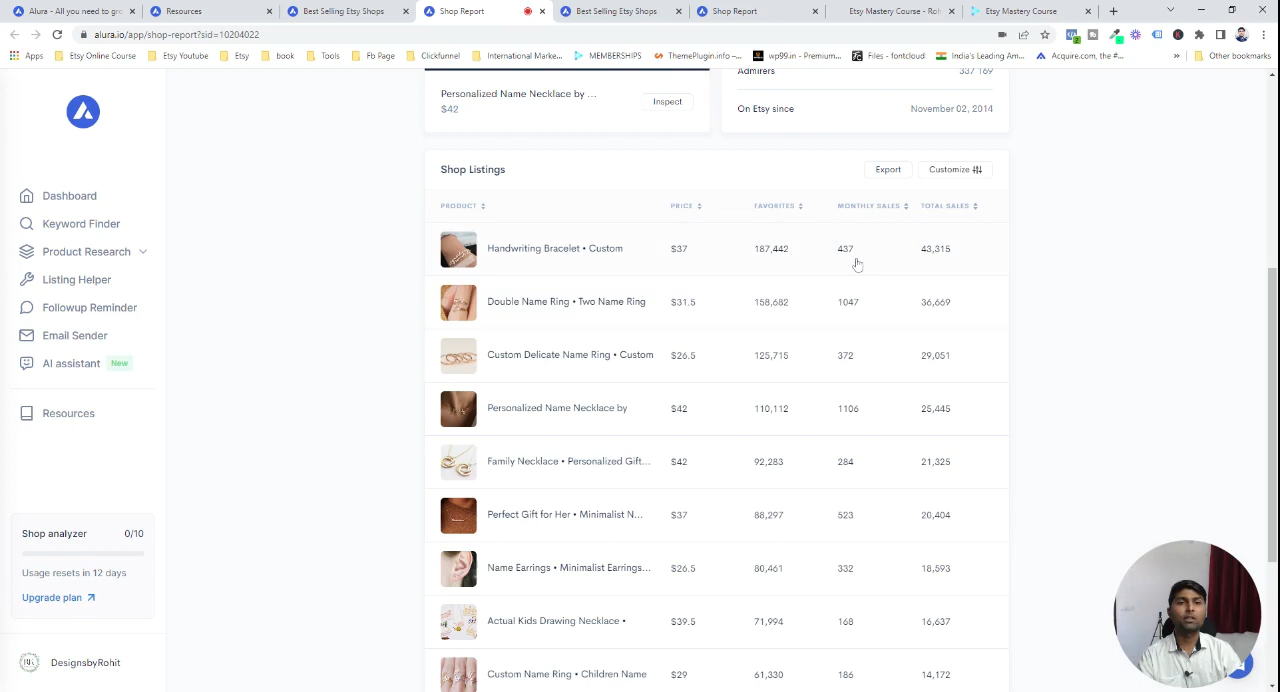 Alura - All you need to gro
Resources
Best Selling Etsy Shops
Shop Report
Best Selling Etsy Shops
Shop Report
Etsy Mastery Course - Roh
Etsy Mastery Course
alura.io/app/shop-report?sid=10204022
Apps
Etsy Online Course
Etsy Youtube
Etsy
book
Tools
Fb Page
Clickfunnel
International Marke...
MEMBERSHIPS
ThemePlugin.info –...
wp99.in - Premium...
Files - fontcloud
India's Leading Am...
Acquire.com, the #...
»
Other bookmarks
Dashboard
Keyword Finder
Product Research
Listing Helper
Followup Reminder
Email Sender
AI assistant New
Resources
Shop analyzer 0/10
Usage resets in 12 days
Upgrade plan
DesignsbyRohit
Personalized Name Necklace by ...
$42
Inspect
Admirers 337 169
On Etsy since November 02, 2014
Shop Listings
Export
Customize
PRODUCT PRICE FAVORITES MONTHLY SALES TOTAL SALES
Handwriting Bracelet • Custom $37 187,442 437 43,315
Double Name Ring • Two Name Ring $31.5 158,682 1047 36,669
Custom Delicate Name Ring • Custom $26.5 125,715 372 29,051
Personalized Name Necklace by $42 110,112 1106 25,445
Family Necklace • Personalized Gift... $42 92,283 284 21,325
Perfect Gift for Her • Minimalist N... $37 88,297 523 20,404
Name Earrings • Minimalist Earrings... $26.5 80,461 332 18,593
Actual Kids Drawing Necklace • $39.5 71,994 168 16,637
Custom Name Ring • Children Name $29 61,330 186 14,172